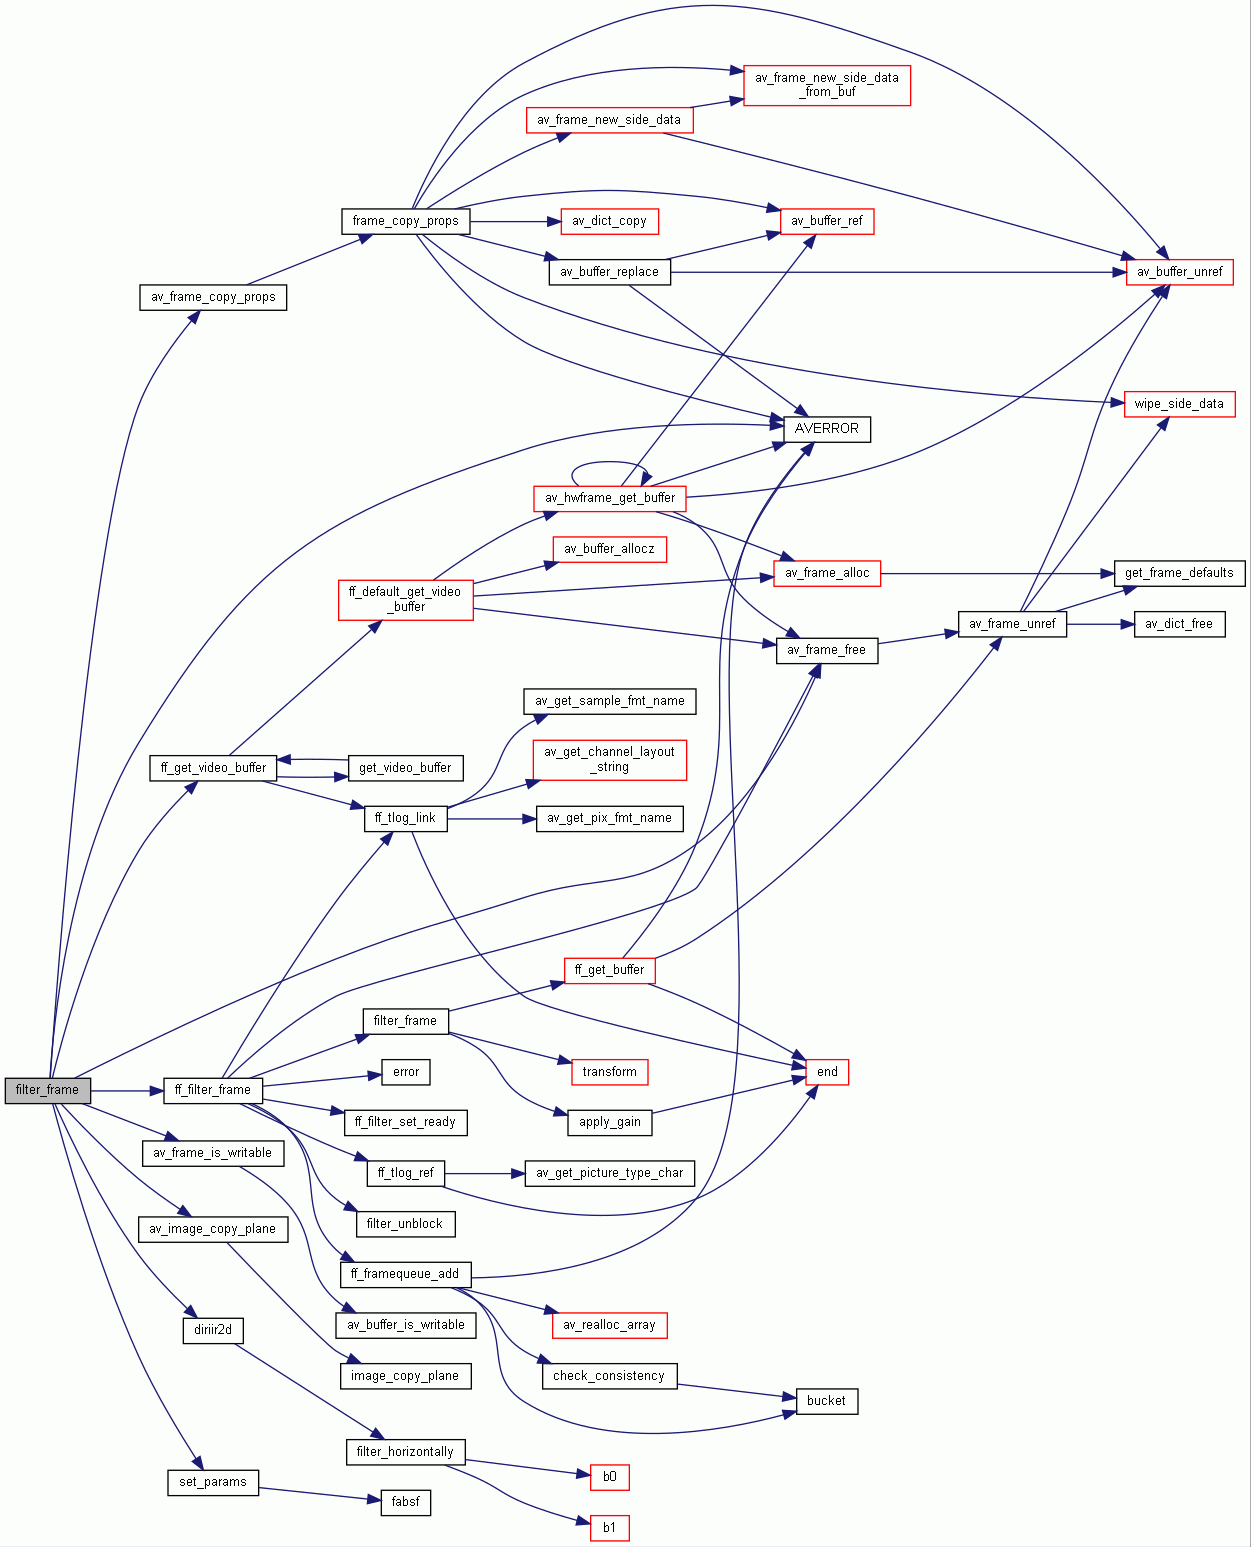 av_frame_new_side_data
_from_buf
av_frame_new_side_data
frame_copy_props
av_dict_copy
av_buffer_ref
av_buffer_replace
av_buffer_unref
av_frame_copy_props
wipe_side_data
AVERROR
av_hwframe_get_buffer
av_buffer_allocz
ff_default_get_video
_buffer
av_frame_alloc
get_frame_defaults
av_frame_unref
av_dict_free
av_frame_free
av_get_sample_fmt_name
av_get_channel_layout
_string
ff_get_video_buffer
get_video_buffer
ff_tlog_link
av_get_pix_fmt_name
ff_get_buffer
filter_frame
filter_frame
ff_filter_frame
error
transform
end
ff_filter_set_ready
apply_gain
av_frame_is_writable
ff_tlog_ref
av_get_picture_type_char
av_image_copy_plane
filter_unblock
ff_framequeue_add
diriir2d
av_buffer_is_writable
av_realloc_array
image_copy_plane
check_consistency
bucket
filter_horizontally
set_params
b0
fabsf
b1